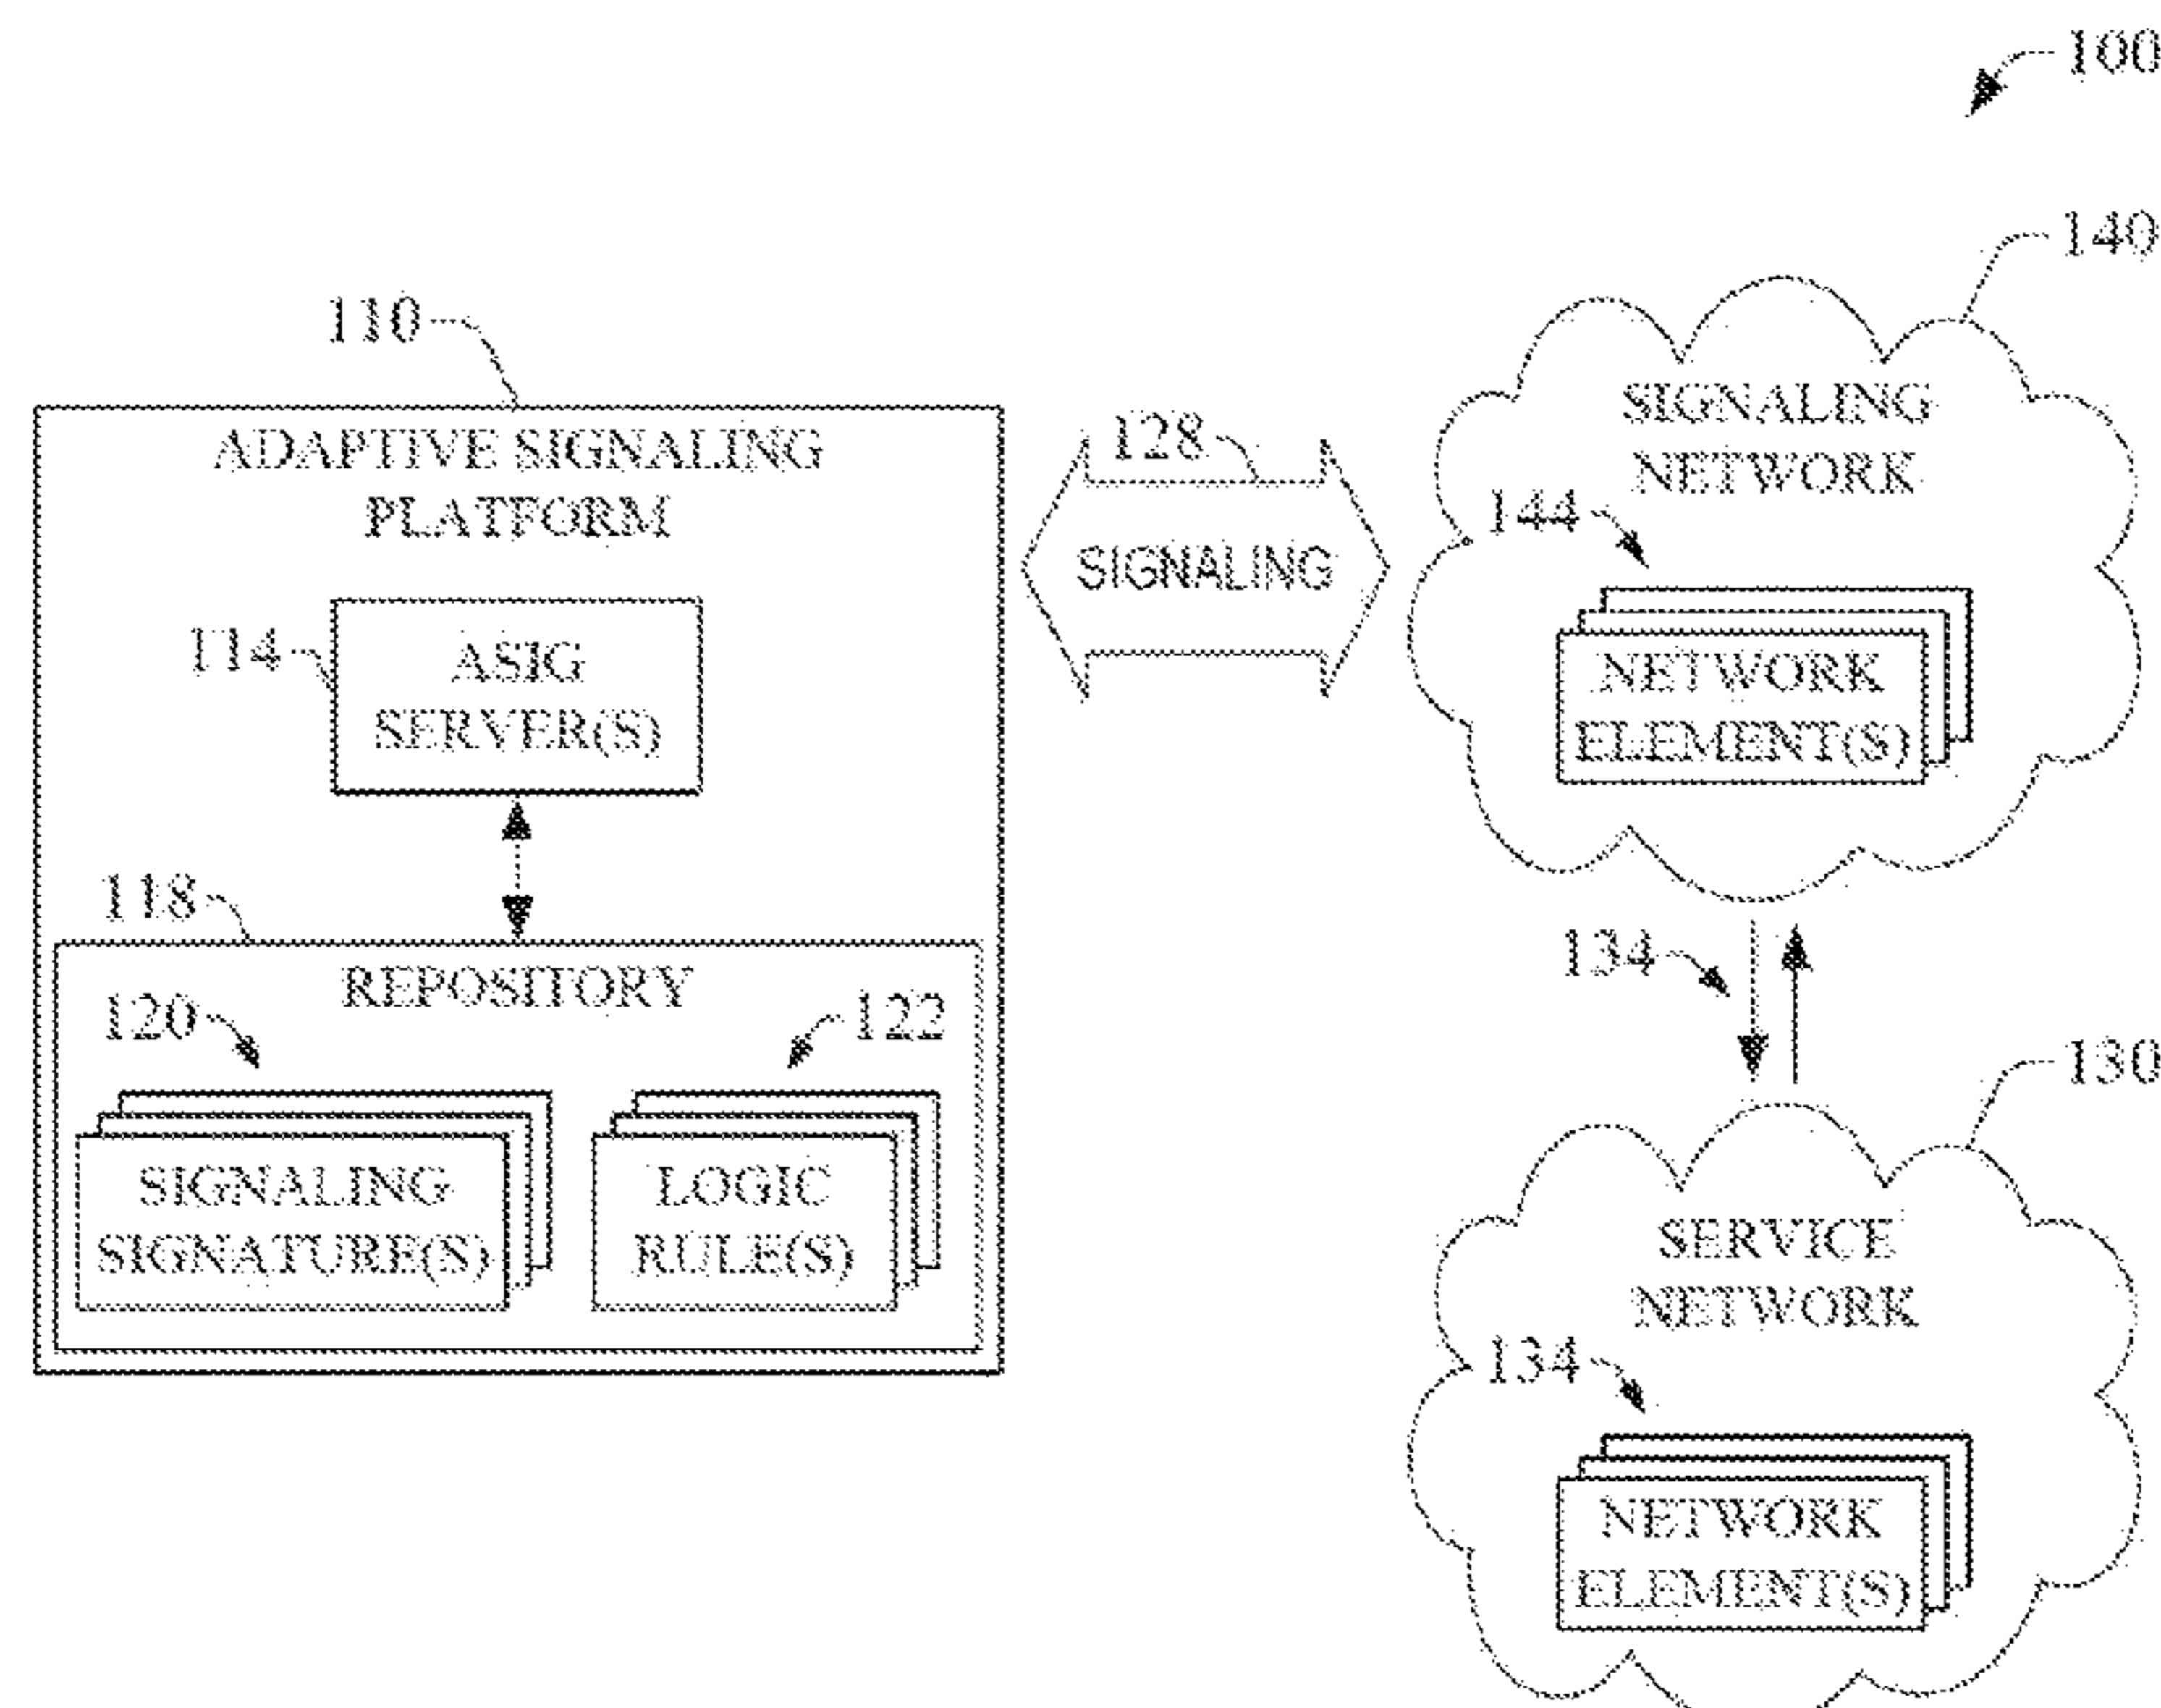 100
140
110
ADAPTIVE SIGNALING
PLATFORM
128
SIGNALING
SIGNALING
NETWORK
144
NETWORK
ELEMENT(S)
114
ASIG
SERVER(S)
118
REPOSITORY
120
122
SIGNALING
SIGNATURE(S)
LOGIC
RULE(S)
134
130
SERVICE
NETWORK
134
NETWORK
ELEMENT(S)